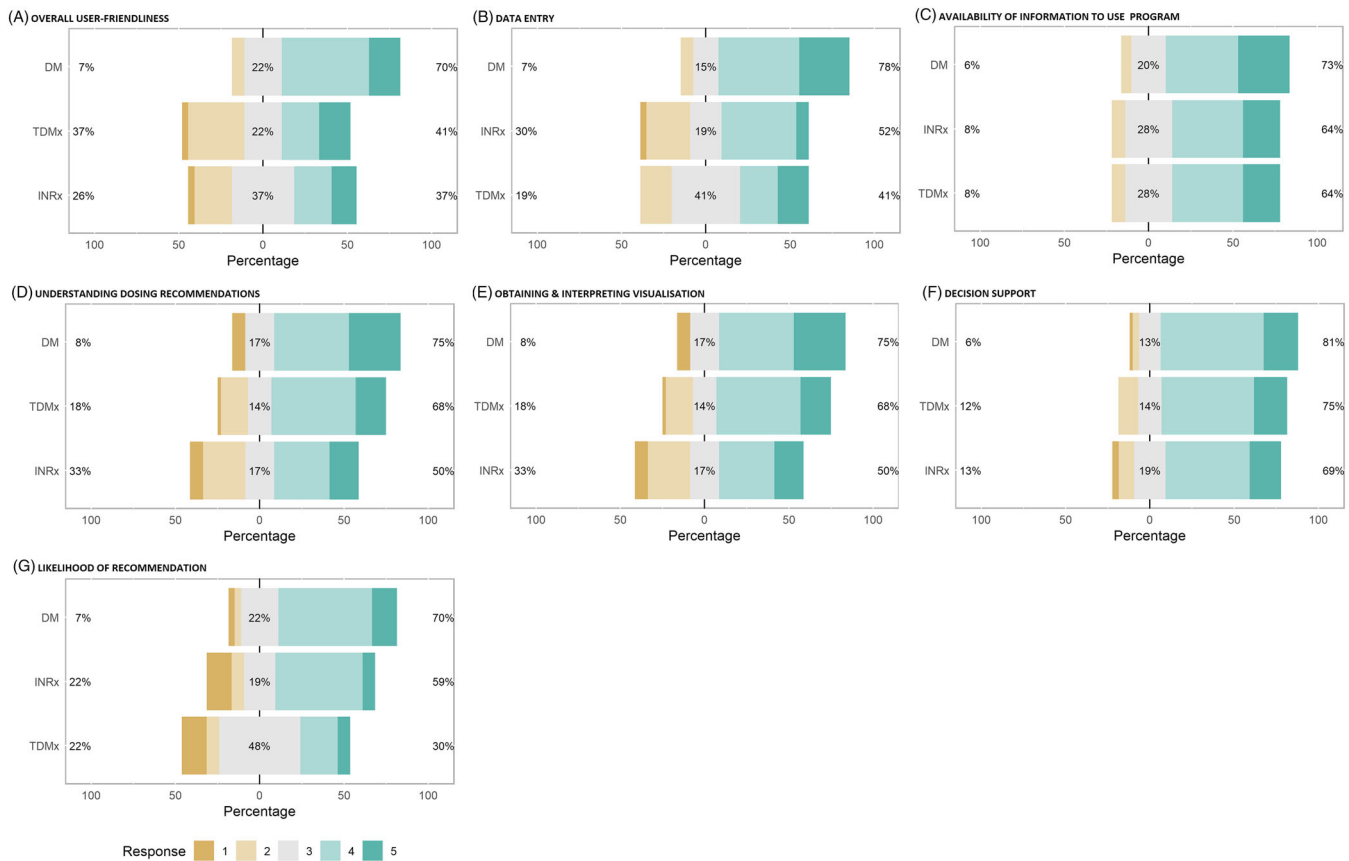 (A) OVERALL USER-FRIENDLINESS
DM 7% 22% 70%
TDMx 37% 22% 41%
INRx 26% 37% 37%
100 50 0 50 100
Percentage
(B) DATA ENTRY
DM 7% 15% 78%
INRx 30% 19% 52%
TDMx 19% 41% 41%
100 50 0 50 100
Percentage
(C) AVAILABILITY OF INFORMATION TO USE PROGRAM
DM 6% 20% 73%
INRx 8% 28% 64%
TDMx 8% 28% 64%
100 50 0 50 100
Percentage
(D) UNDERSTANDING DOSING RECOMMENDATIONS
DM 8% 17% 75%
TDMx 18% 14% 68%
INRx 33% 17% 50%
100 50 0 50 100
Percentage
(E) OBTAINING & INTERPRETING VISUALISATION
DM 8% 17% 75%
TDMx 18% 14% 68%
INRx 33% 17% 50%
100 50 0 50 100
Percentage
(F) DECISION SUPPORT
DM 6% 13% 81%
TDMx 12% 14% 75%
INRx 13% 19% 69%
100 50 0 50 100
Percentage
(G) LIKELIHOOD OF RECOMMENDATION
DM 7% 22% 70%
INRx 22% 19% 59%
TDMx 22% 48% 30%
100 50 0 50 100
Percentage
Response 1 2 3 4 5